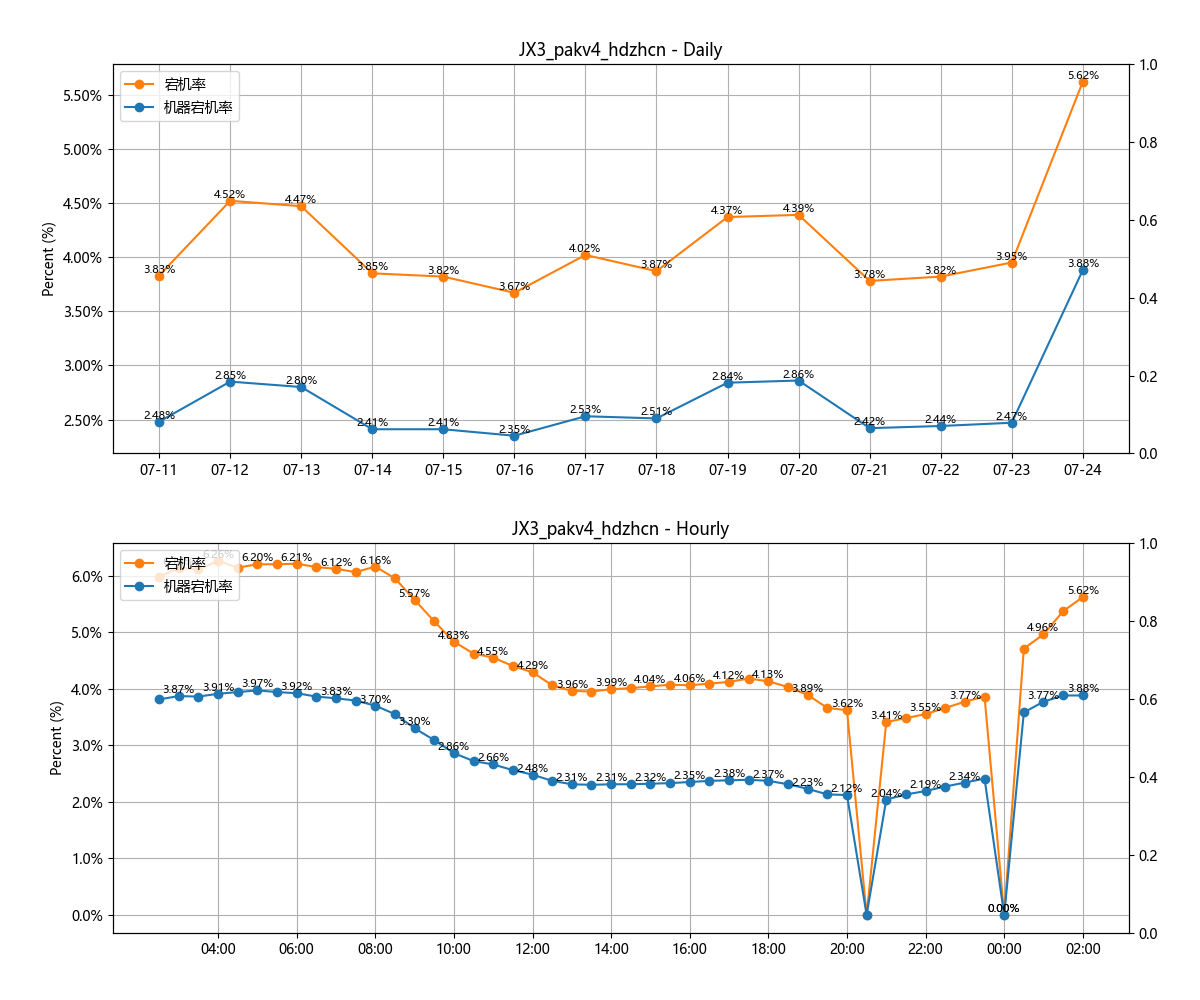 JX3_pakv4_hdzhcn - Daily
宕机率
机器宕机率
Percent (%)
5.50%
5.00%
4.50%
4.00%
3.50%
3.00%
2.50%
1.0
0.8
0.6
0.4
0.2
0.0
3.83% 4.52% 4.47% 3.85% 3.82% 3.67% 4.02% 3.87% 4.37% 4.39% 3.78% 3.82% 3.95% 5.62%
2.48% 2.85% 2.80% 2.41% 2.41% 2.35% 2.53% 2.51% 2.84% 2.86% 2.42% 2.44% 2.47% 3.88%
07-11 07-12 07-13 07-14 07-15 07-16 07-17 07-18 07-19 07-20 07-21 07-22 07-23 07-24
JX3_pakv4_hdzhcn - Hourly
宕机率
机器宕机率
Percent (%)
6.0%
5.0%
4.0%
3.0%
2.0%
1.0%
0.0%
1.0
0.8
0.6
0.4
0.2
0.0
6.26% 6.20% 6.21% 6.12% 6.16% 5.57% 4.83% 4.55% 4.29% 3.96% 3.99% 4.04% 4.06% 4.12% 4.13% 3.89% 3.62% 3.41% 3.55% 3.77% 0.00% 4.96% 5.62%
3.87% 3.91% 3.97% 3.92% 3.83% 3.70% 3.30% 2.86% 2.66% 2.48% 2.31% 2.31% 2.32% 2.35% 2.38% 2.37% 2.23% 2.12% 2.04% 2.19% 2.34% 0.00% 3.77% 3.88%
04:00 06:00 08:00 10:00 12:00 14:00 16:00 18:00 20:00 22:00 00:00 02:00